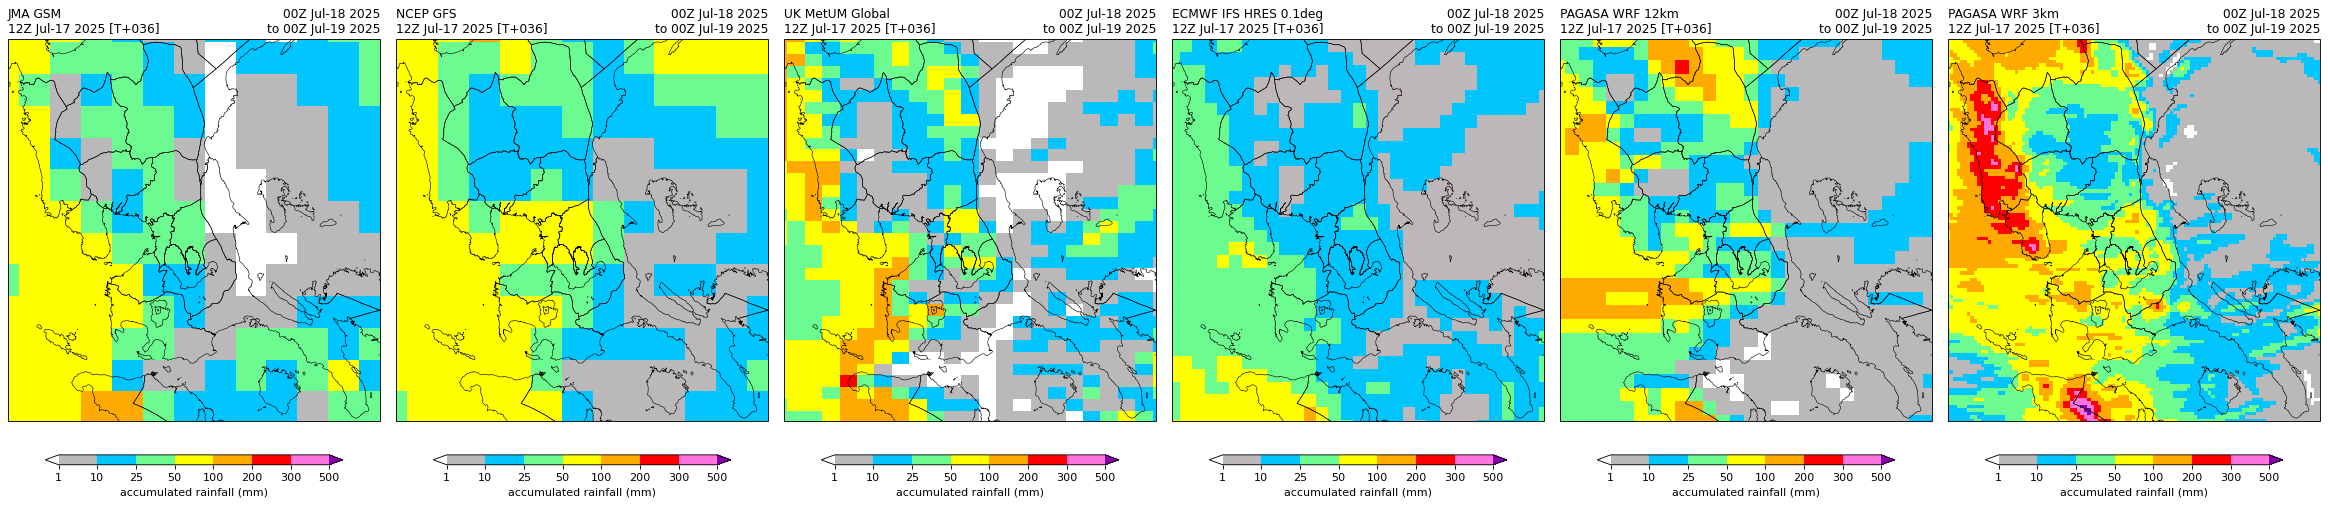 JMA GSM 00Z Jul-18 2025
12Z Jul-17 2025 [T+036] to 00Z Jul-19 2025
1 10 25 50 100 200 300 500
accumulated rainfall (mm)
NCEP GFS 00Z Jul-18 2025
12Z Jul-17 2025 [T+036] to 00Z Jul-19 2025
1 10 25 50 100 200 300 500
accumulated rainfall (mm)
UK MetUM Global 00Z Jul-18 2025
12Z Jul-17 2025 [T+036] to 00Z Jul-19 2025
1 10 25 50 100 200 300 500
accumulated rainfall (mm)
ECMWF IFS HRES 0.1deg 00Z Jul-18 2025
12Z Jul-17 2025 [T+036] to 00Z Jul-19 2025
1 10 25 50 100 200 300 500
accumulated rainfall (mm)
PAGASA WRF 12km 00Z Jul-18 2025
12Z Jul-17 2025 [T+036] to 00Z Jul-19 2025
1 10 25 50 100 200 300 500
accumulated rainfall (mm)
PAGASA WRF 3km 00Z Jul-18 2025
12Z Jul-17 2025 [T+036] to 00Z Jul-19 2025
1 10 25 50 100 200 300 500
accumulated rainfall (mm)